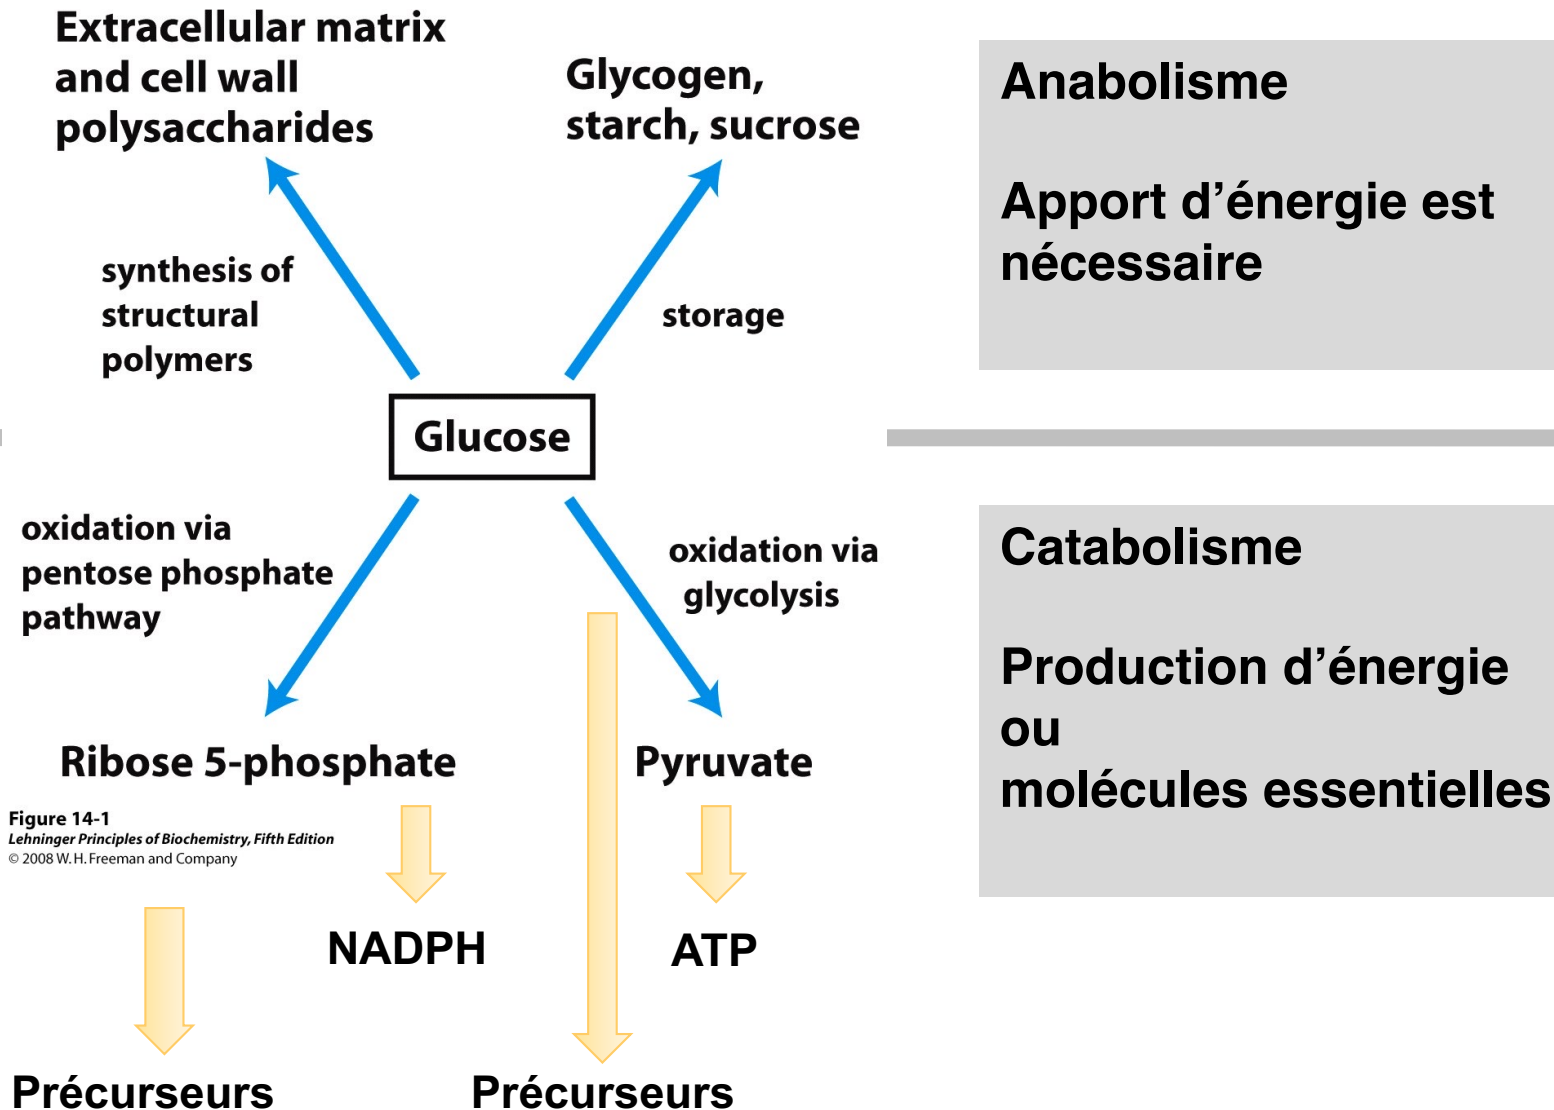 Extracellular matrix
and cell wall
polysaccharides
Glycogen,
starch, sucrose
synthesis of
structural
polymers
storage
Glucose
oxidation via
pentose phosphate
pathway
oxidation via
glycolysis
Ribose 5-phosphate
Pyruvate
Figure 14-1
Lehninger Principles of Biochemistry, Fifth Edition
© 2008 W. H. Freeman and Company
NADPH
ATP
Précurseurs
Précurseurs
Anabolisme
Apport d’énergie est
nécessaire
Catabolisme
Production d’énergie
ou
molécules essentielles